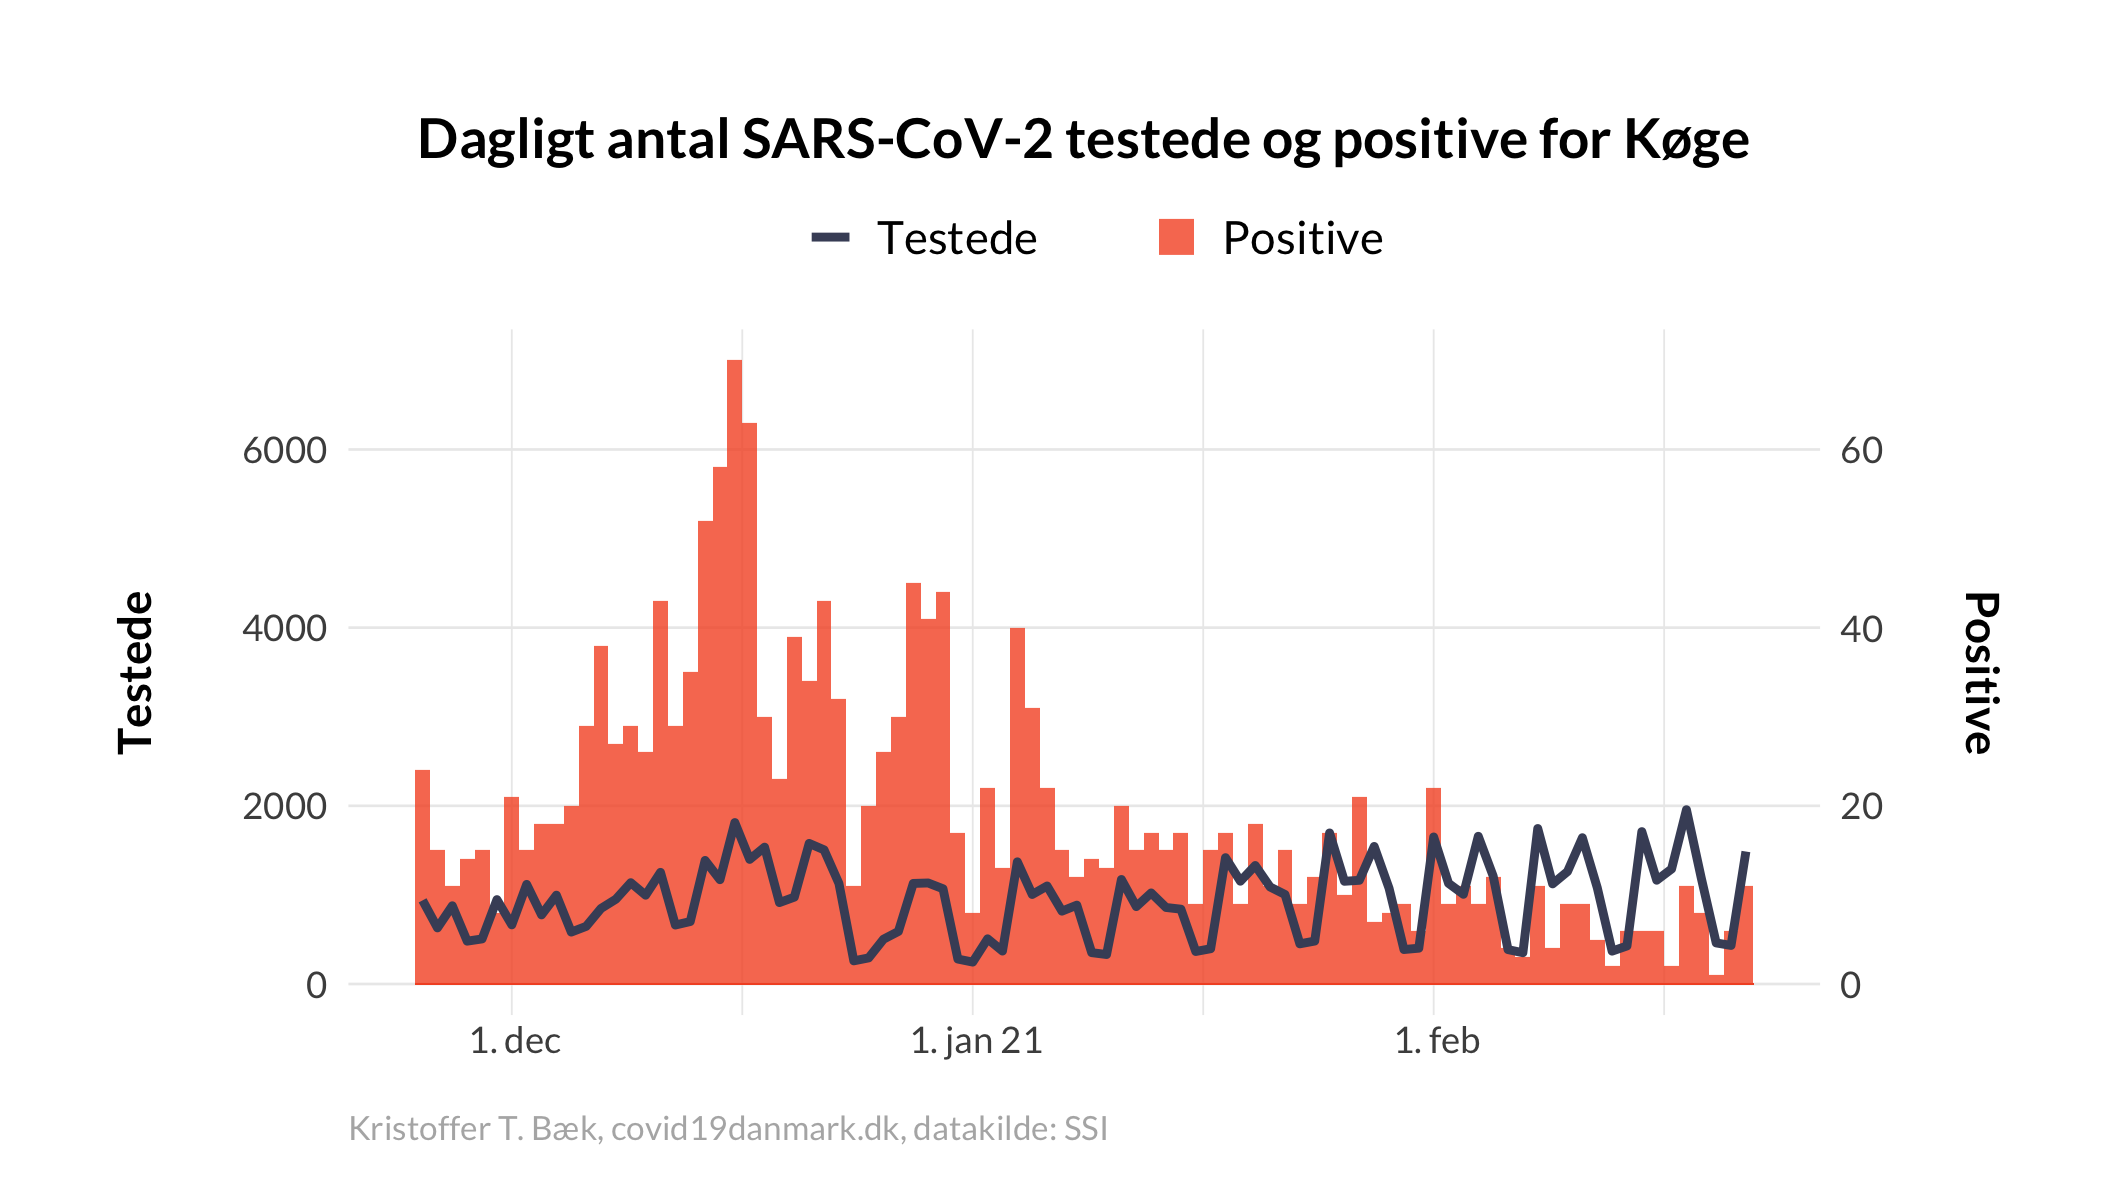 Dagligt antal SARS-CoV-2 testede og positive for Køge
Testede
Positive
Testede
6000
4000
2000
0
60
40
20
0
Positive
1. dec
1. jan 21
1. feb
Kristoffer T. Bæk, covid19danmark.dk, datakilde: SSI